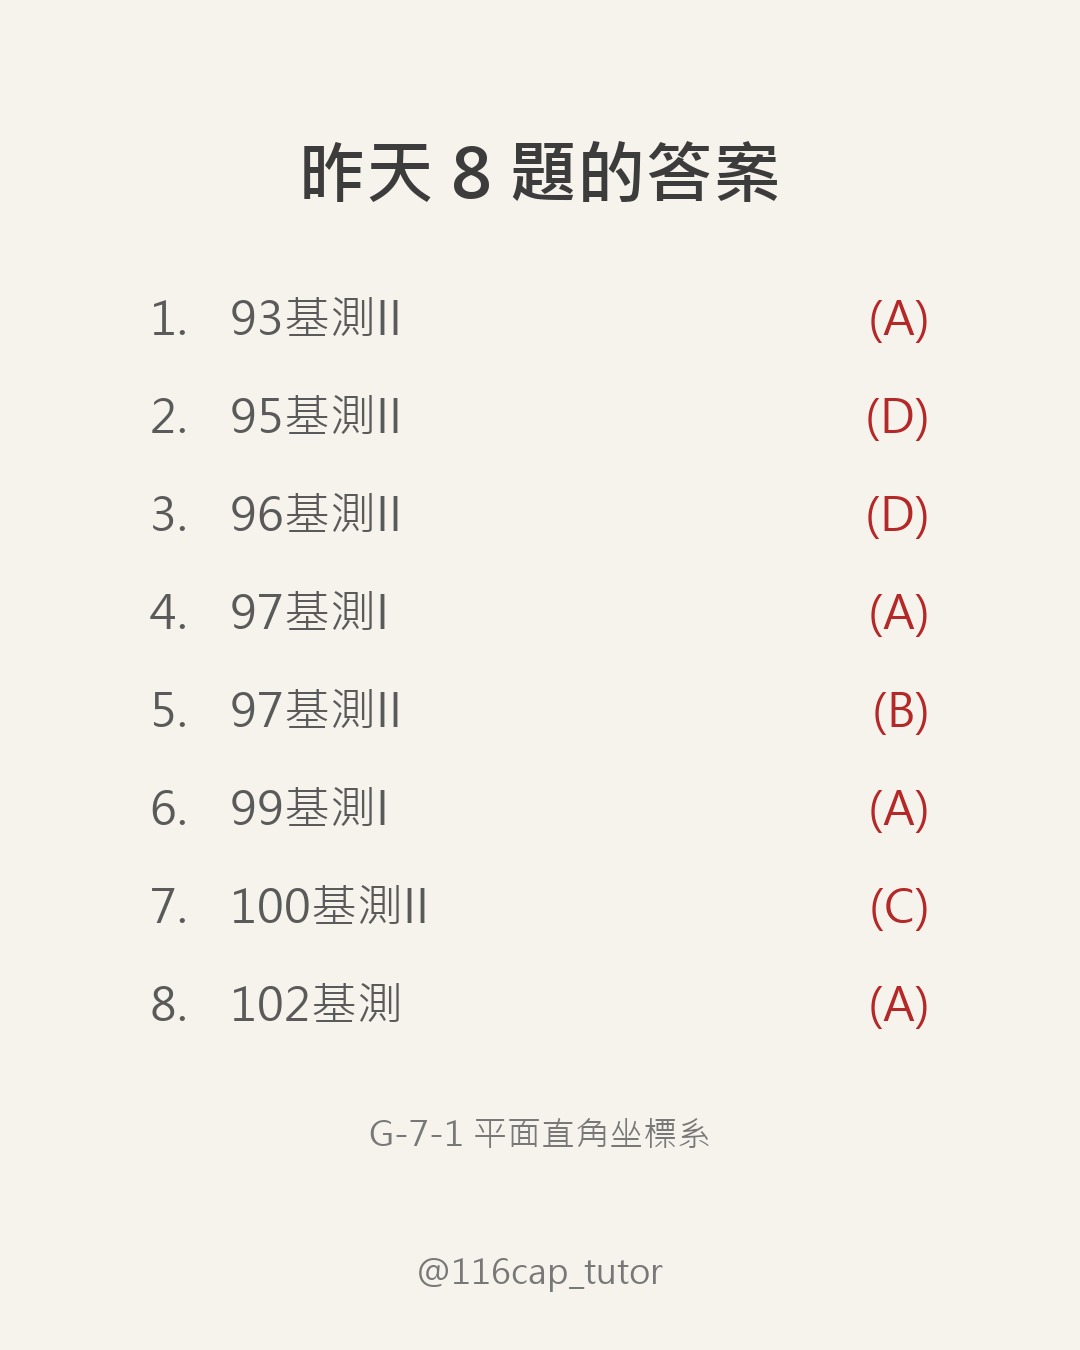 昨天 8 題的答案
1. 93基測II (A)
2. 95基測II (D)
3. 96基測II (D)
4. 97基測I (A)
5. 97基測II (B)
6. 99基測I (A)
7. 100基測II (C)
8. 102基測 (A)
G-7-1 平面直角坐標系
@116cap_tutor